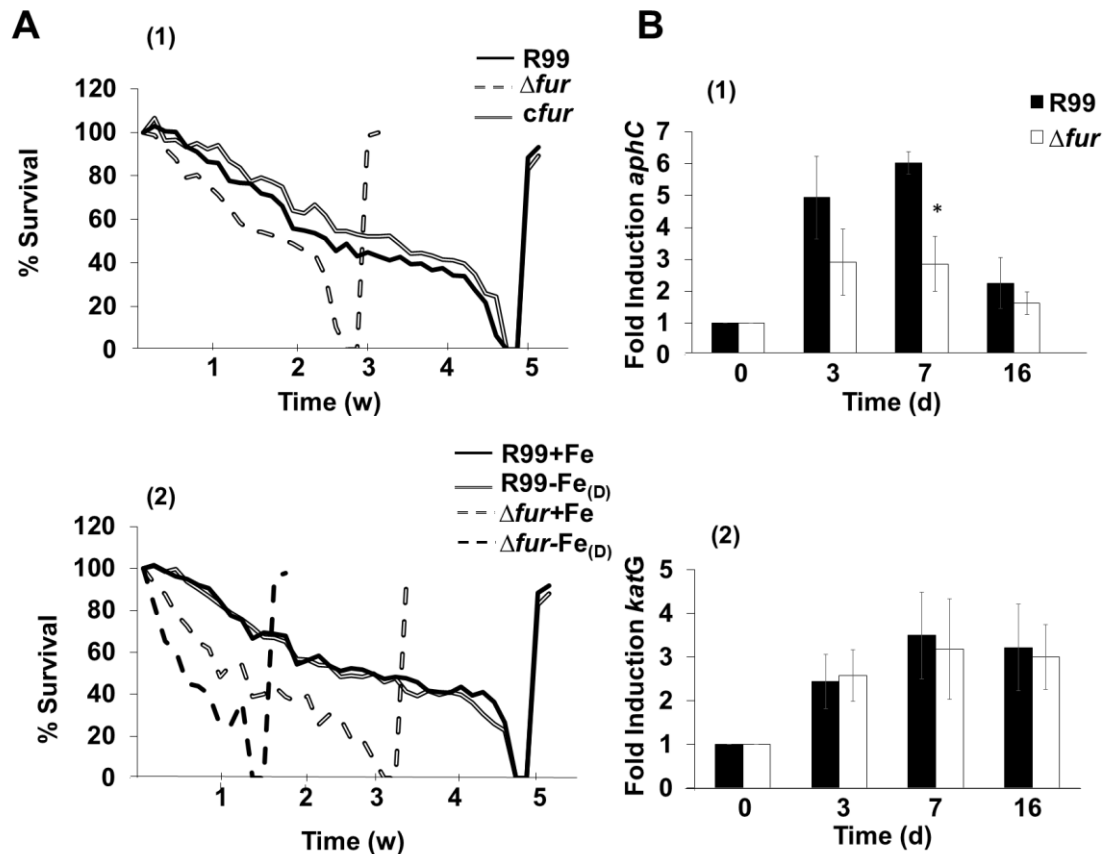 A
(1)
R99
Δfur
cfur
120
100
80
60
40
20
0
% Survival
1 2 3 4 5
Time (w)
(2)
R99+Fe
R99-Fe(D)
Δfur+Fe
Δfur-Fe(D)
120
100
80
60
40
20
0
% Survival
1 2 3 4 5
Time (w)
B
(1)
R99
Δfur
7
6
5
4
3
2
1
0
Fold Induction aphC
*
0 3 7 16
Time (d)
(2)
5
4
3
2
1
0
Fold Induction katG
0 3 7 16
Time (d)